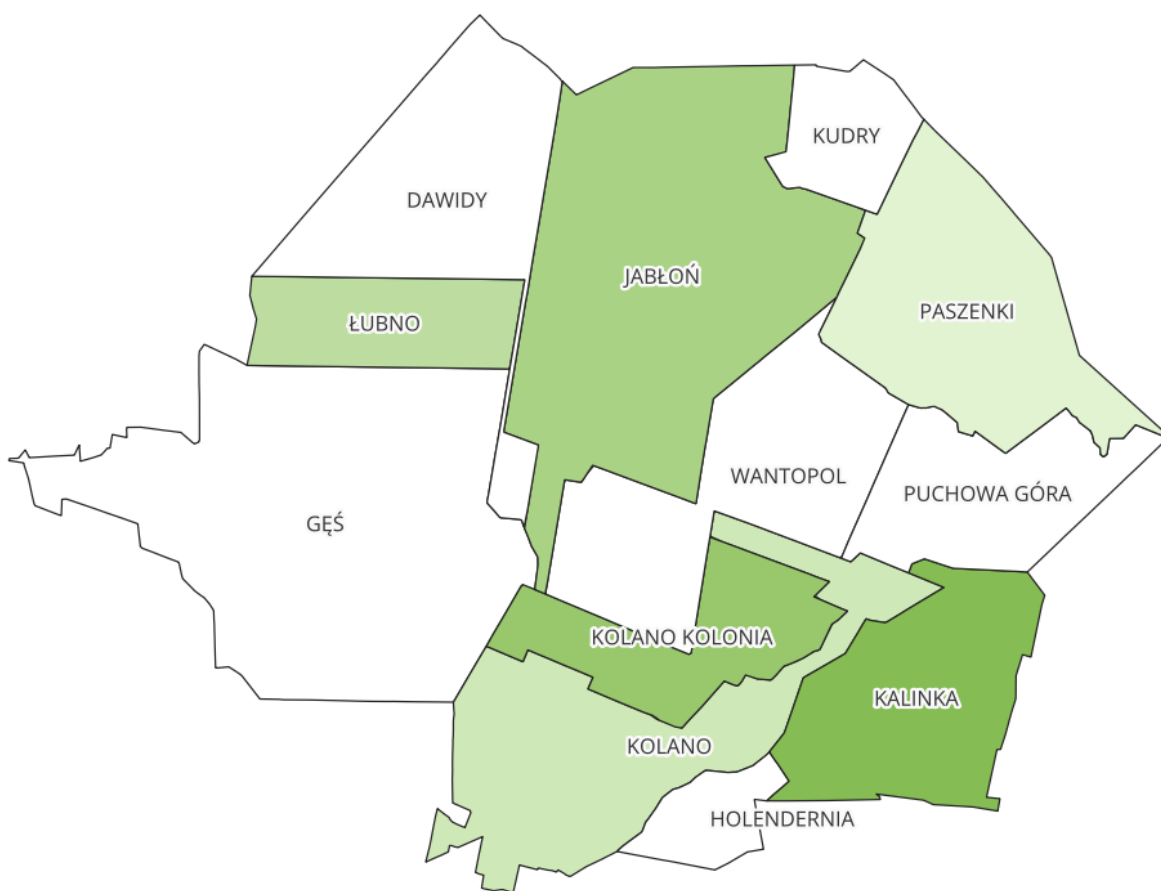 KUDRY
DAWIDY
JABŁOŃ
PASZENKI
ŁUBNO
WANTOPOL
PUCHOWA GÓRA
GĘŚ
KOLANO KOLONIA
KALINKA
KOLANO
HOLENDERNIA